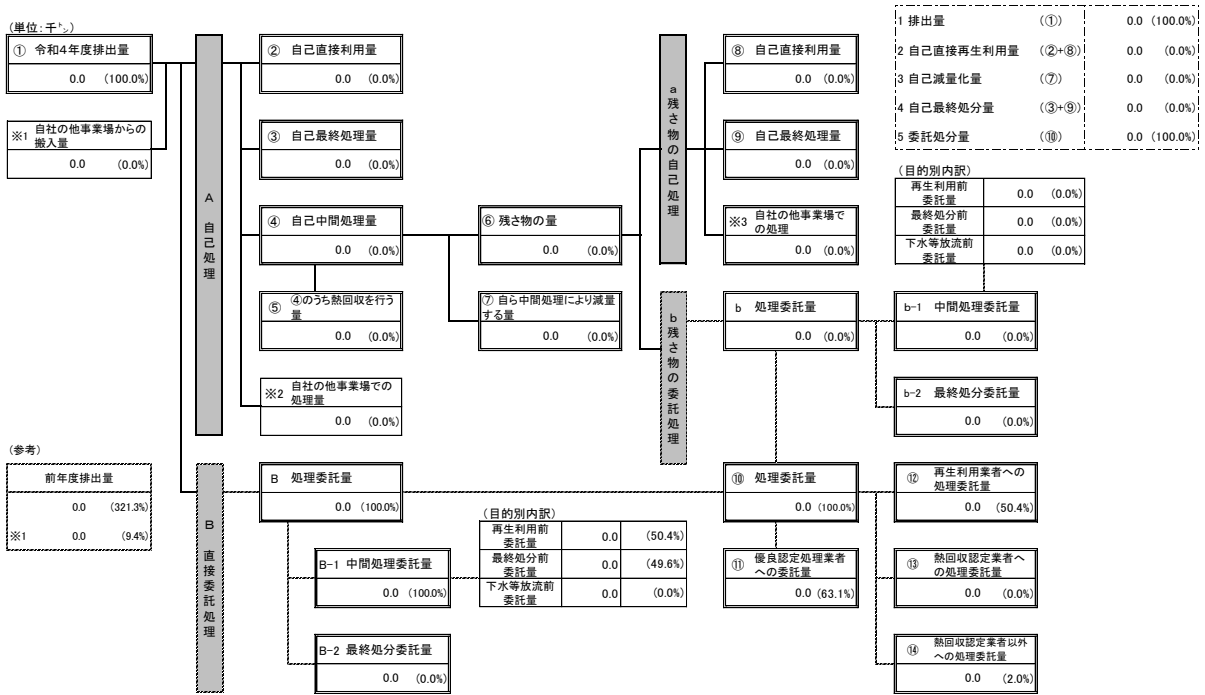 (単位:千トン)
① 令和4年度排出量
0.0 (100.0%)
※1 自社の他事業場からの
搬入量
0.0 (0.0%)
A 自己処理
② 自己直接利用量
0.0 (0.0%)
③ 自己最終処理量
0.0 (0.0%)
④ 自己中間処理量
0.0 (0.0%)
⑤ ④のうち熱回収を行う
量
0.0 (0.0%)
※2 自社の他事業場での
処理量
0.0 (0.0%)
⑥ 残さ物の量
0.0 (0.0%)
⑦ 自ら中間処理により減量
する量
0.0 (0.0%)
a 残さ物の自己処理
⑧ 自己直接利用量
0.0 (0.0%)
⑨ 自己最終処理量
0.0 (0.0%)
※3 自社の他事業場で
の処理
0.0 (0.0%)
b 残さ物の委託処理
b 処理委託量
0.0 (0.0%)
1 排出量 (①) 0.0 (100.0%)
2 自己直接再生利用量 (②+⑧) 0.0 (0.0%)
3 自己減量化量 (⑦) 0.0 (0.0%)
4 自己最終処分量 (③+⑨) 0.0 (0.0%)
5 委託処分量 (⑩) 0.0 (100.0%)
(目的別内訳)
再生利用前
委託量 0.0 (0.0%)
最終処分前
委託量 0.0 (0.0%)
下水等放流前
委託量 0.0 (0.0%)
b-1 中間処理委託量
0.0 (0.0%)
b-2 最終処分委託量
0.0 (0.0%)
(参考)
前年度排出量
0.0 (321.3%)
※1 0.0 (9.4%)
B 直接委託処理
B 処理委託量
0.0 (100.0%)
B-1 中間処理委託量
0.0 (100.0%)
B-2 最終処分委託量
0.0 (0.0%)
(目的別内訳)
再生利用前
委託量 0.0 (50.4%)
最終処分前
委託量 0.0 (49.6%)
下水等放流前
委託量 0.0 (0.0%)
⑩ 処理委託量
0.0 (100.0%)
⑪ 優良認定処理業者
への委託量
0.0 (63.1%)
⑫ 再生利用業者への
処理委託量
0.0 (50.4%)
⑬ 熱回収認定業者へ
の処理委託量
0.0 (0.0%)
⑭ 熱回収認定業者以外
への処理委託量
0.0 (2.0%)